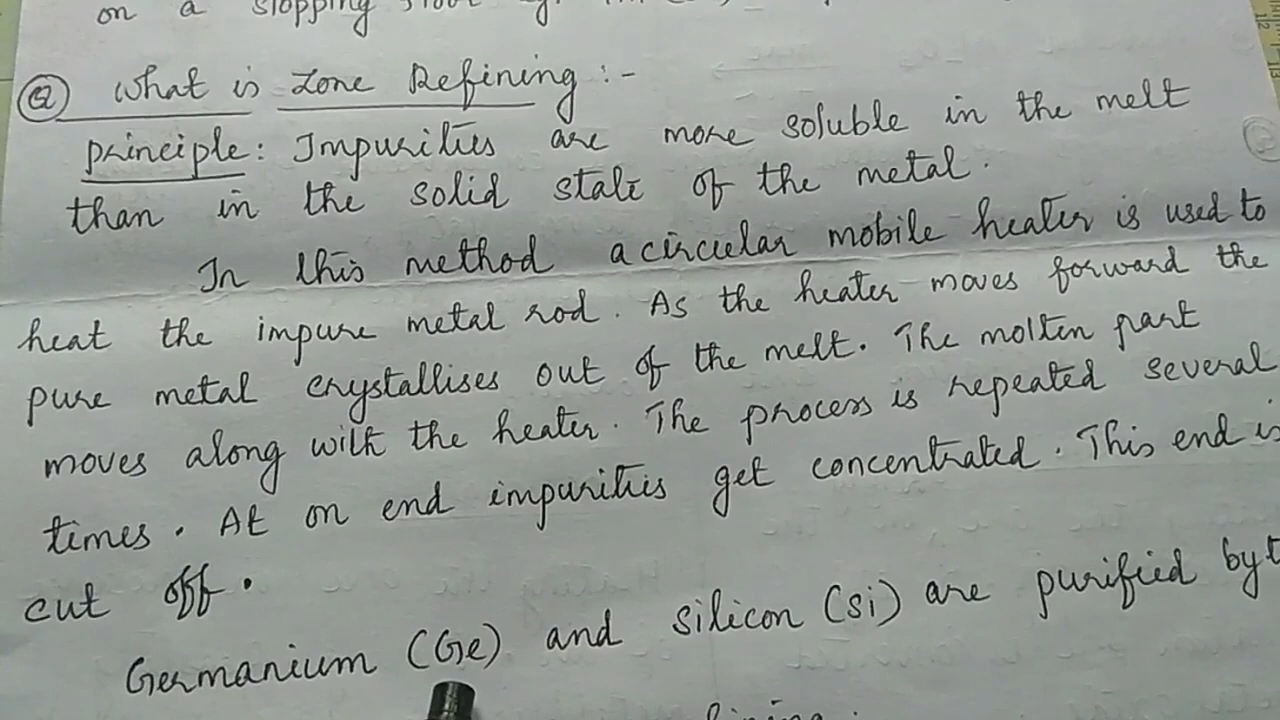 on a slopping
Q What is Zone Refining :-
principle: Impurities are more soluble in the melt
than in the solid state of the metal.
In this method a circular mobile heater is used to
heat the impure metal rod. As the heater moves forward the
pure metal crystallises out of the melt. The molten part
moves along with the heater. The process is repeated several
times. At on end impurities get concentrated. This end is
cut off.
Germanium (Ge) and silicon (Si) are purified by